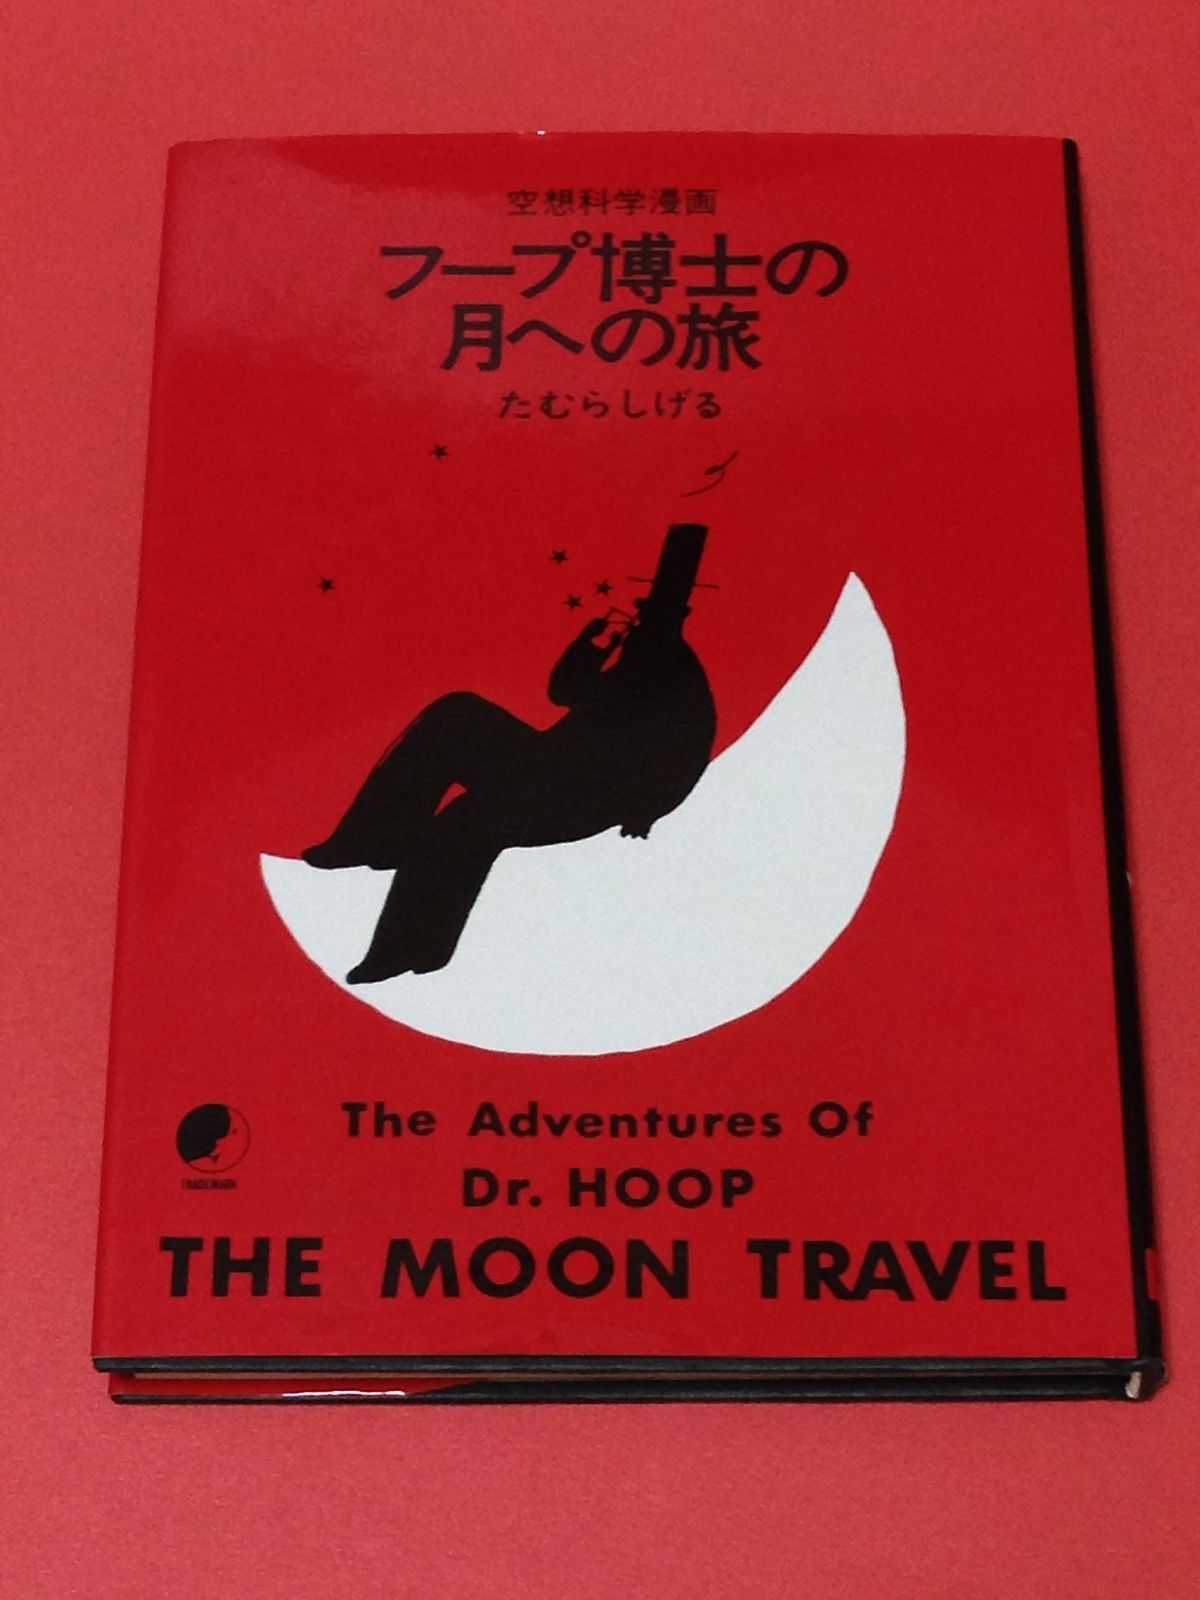 空想科学漫画
フープ博士の
月への旅
たむらしげる
The Adventures Of
Dr. HOOP
THE MOON TRAVEL
TRADEMARK